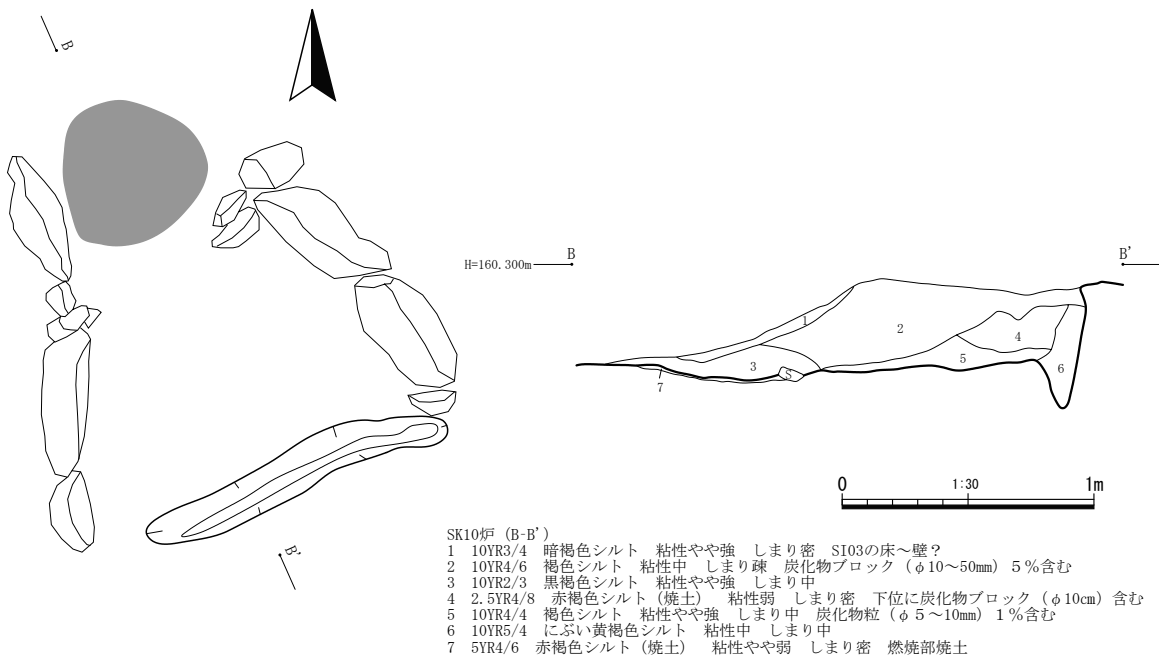 B
B
B'
H=160.300m
1
2
4
3
5
S
6
7
0
1:30
1m
SK10炉（B-B'）
1 10YR3/4 暗褐色シルト 粘性やや強 しまり密 SI03の床～壁？
2 10YR4/6 褐色シルト 粘性中 しまり疎 炭化物ブロック（φ10～50mm）５％含む
3 10YR2/3 黒褐色シルト 粘性やや強 しまり中
4 2.5YR4/8 赤褐色シルト（焼土） 粘性弱 しまり密 下位に炭化物ブロック（φ10㎝）含む
5 10YR4/4 褐色シルト 粘性やや強 しまり中 炭化物粒（φ５～10mm）１％含む
6 10YR5/4 にぶい黄褐色シルト 粘性中 しまり中
7 5YR4/6 赤褐色シルト（焼土） 粘性やや弱 しまり密 燃焼部焼土
B'